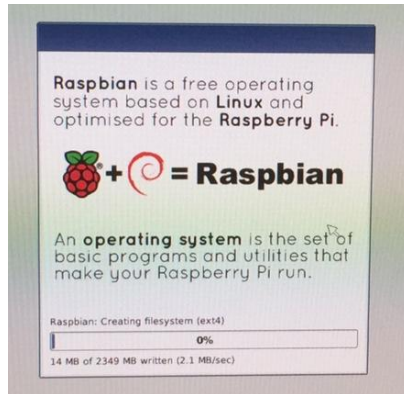 Raspbian is a free operating
system based on Linux and
optimised for the Raspberry Pi.
+ = Raspbian
An operating system is the set of
basic programs and utilities that
make your Raspberry Pi run.
Raspbian: Creating filesystem (ext4)
0%
14 MB of 2349 MB written (2.1 MB/sec)